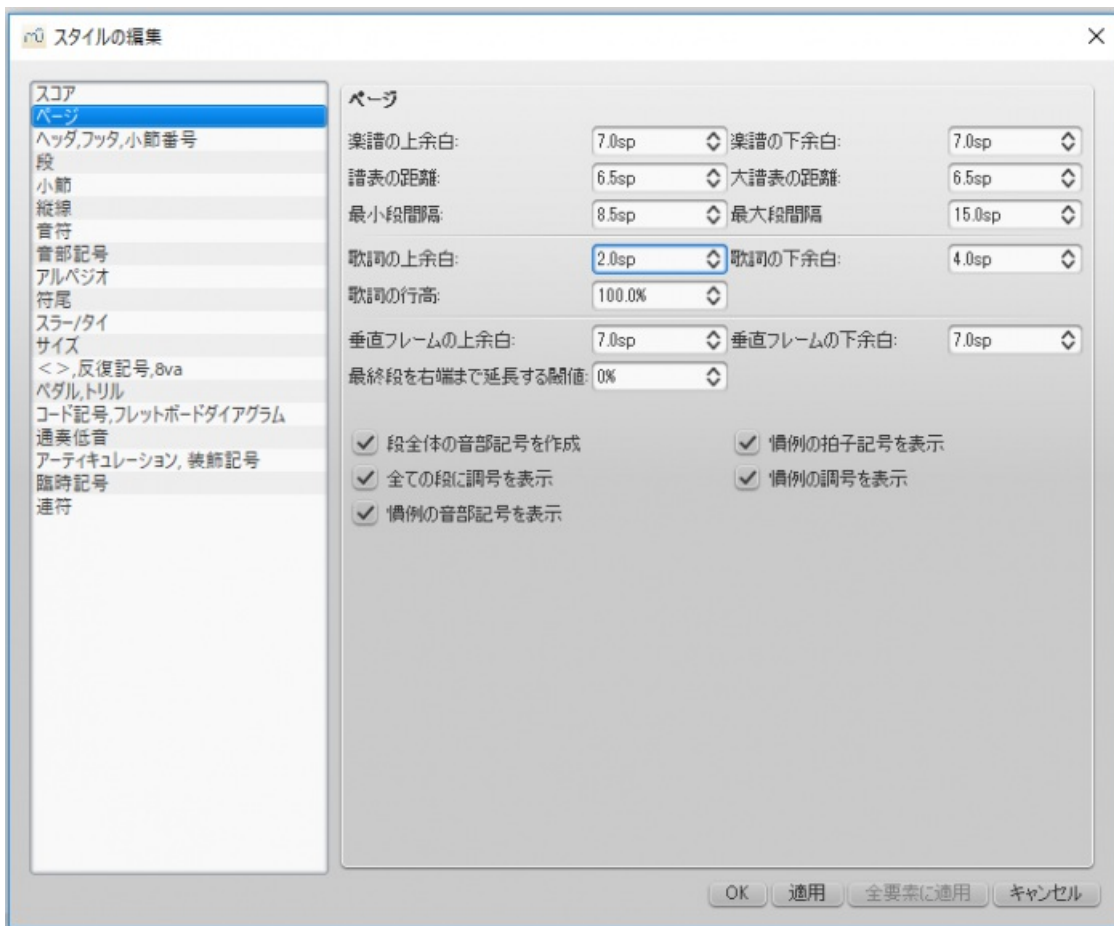 mû スタイルの編集
スコア
ページ
ヘッダ,フッタ,小節番号
段
小節
縦線
音符
音部記号
アルペジオ
符尾
スラー/タイ
サイズ
<>,反復記号,8va
ペダル,トリル
コード記号,フレットボードダイアグラム
通奏低音
アーティキュレーション, 装飾記号
臨時記号
連符
ページ
楽譜の上余白: 7.0sp 楽譜の下余白: 7.0sp
譜表の距離: 6.5sp 大譜表の距離: 6.5sp
最小段間隔: 8.5sp 最大段間隔 15.0sp
歌詞の上余白: 2.0sp 歌詞の下余白: 4.0sp
歌詞の行高: 100.0%
垂直フレームの上余白: 7.0sp 垂直フレームの下余白: 7.0sp
最終段を右端まで延長する閾値: 0%
段全体の音部記号を作成 慣例の拍子記号を表示
全ての段に調号を表示 慣例の調号を表示
慣例の音部記号を表示
OK 適用 全要素に適用 キャンセル